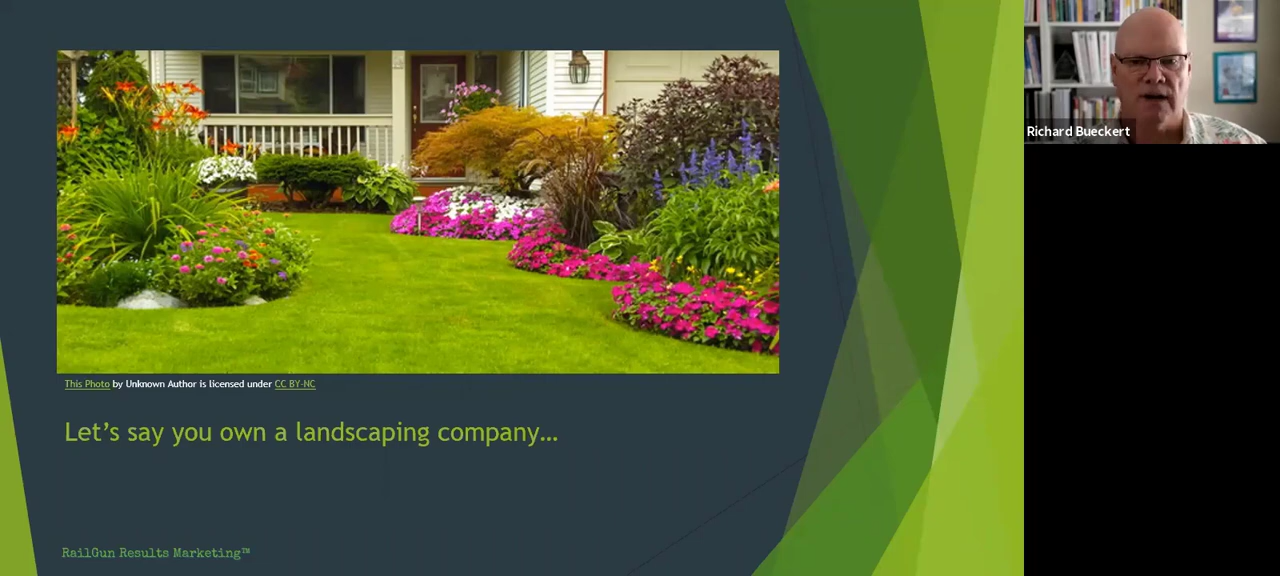 Richard Bueckert
This Photo by Unknown Author is licensed under CC BY-NC
Let's say you own a landscaping company...
RailGun Results Marketing™